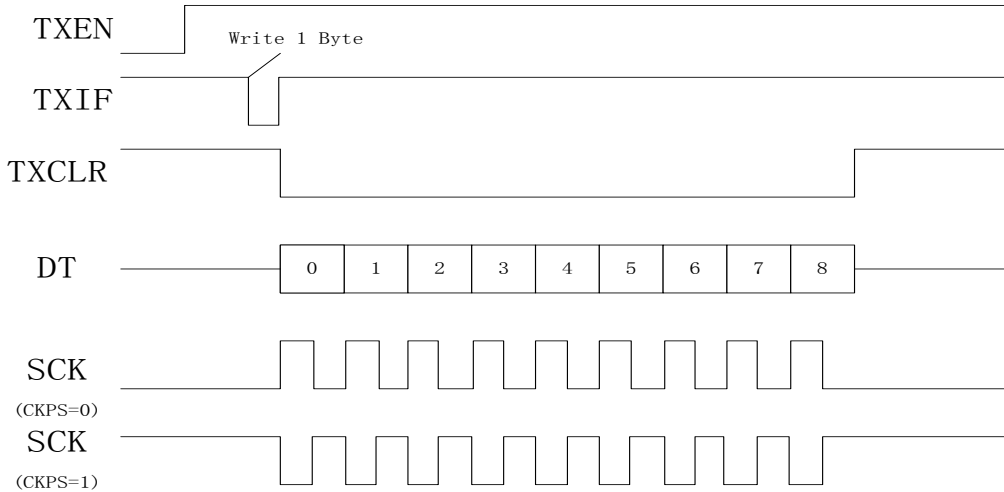 TXEN
Write 1 Byte
TXIF
TXCLR
DT 0 1 2 3 4 5 6 7 8
SCK
(CKPS=0)
SCK
(CKPS=1)